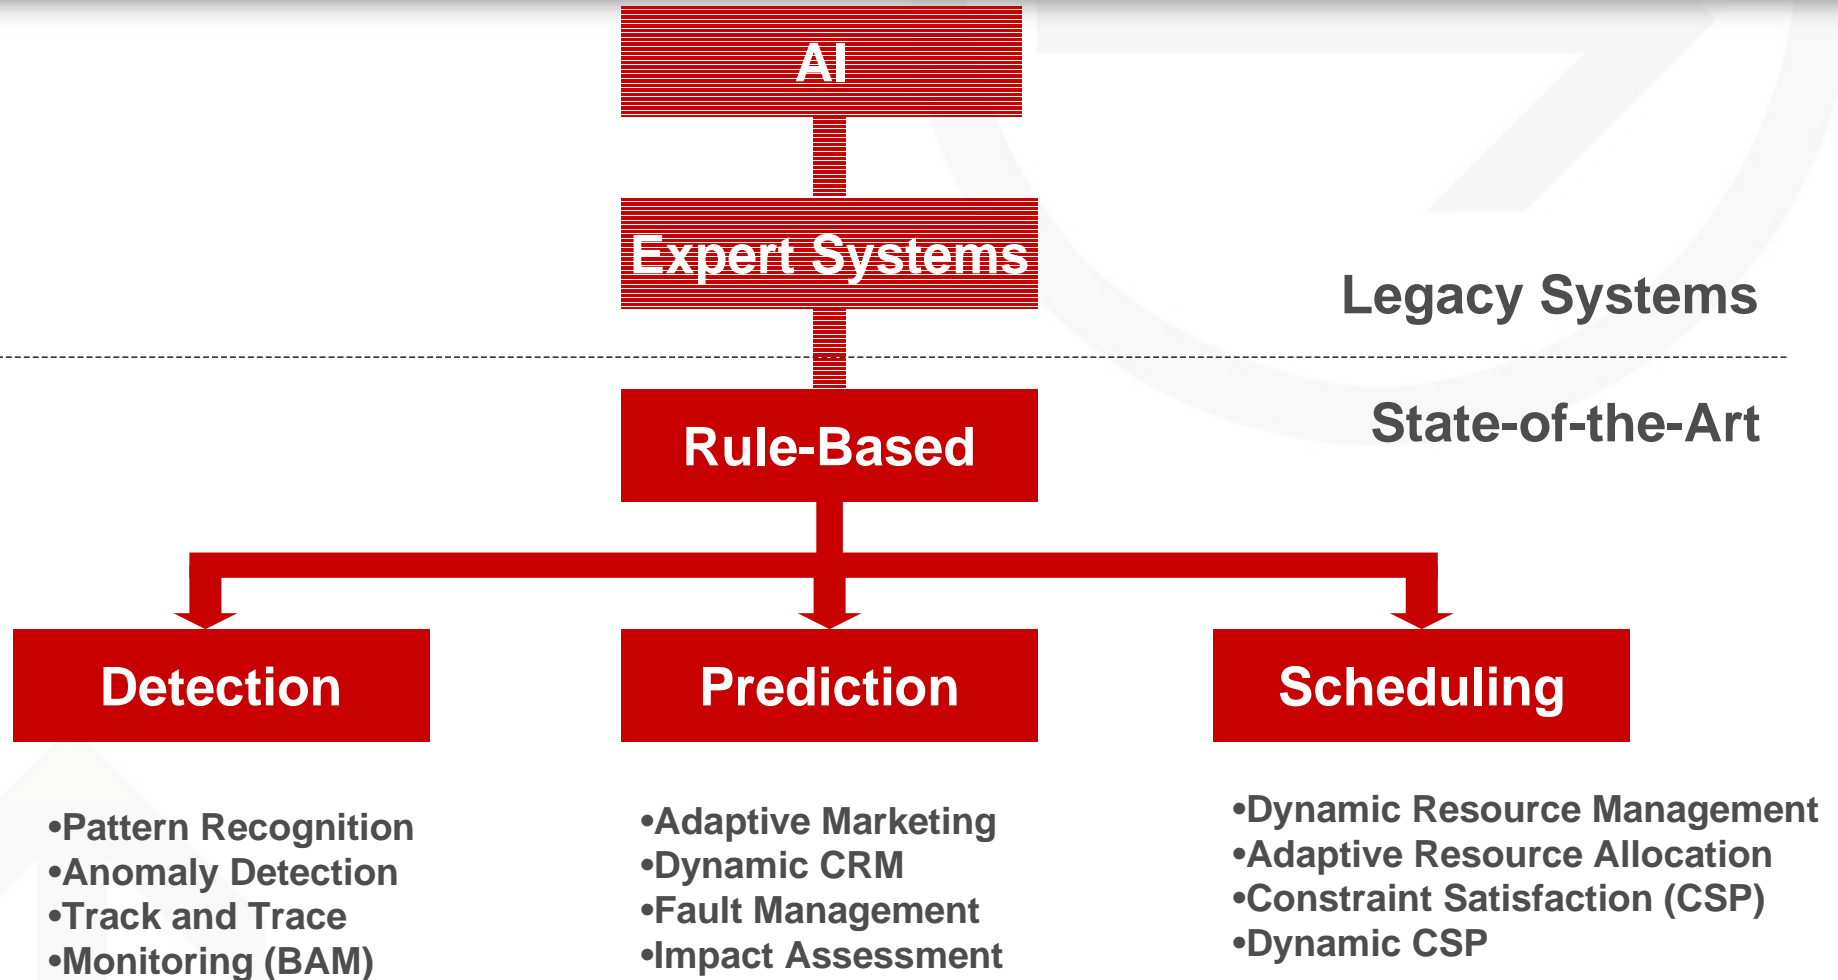 AI
Expert Systems
Legacy Systems
State-of-the-Art
Rule-Based
Detection
Prediction
Scheduling
•Pattern Recognition
•Anomaly Detection
•Track and Trace
•Monitoring (BAM)
•Adaptive Marketing
•Dynamic CRM
•Fault Management
•Impact Assessment
•Dynamic Resource Management
•Adaptive Resource Allocation
•Constraint Satisfaction (CSP)
•Dynamic CSP